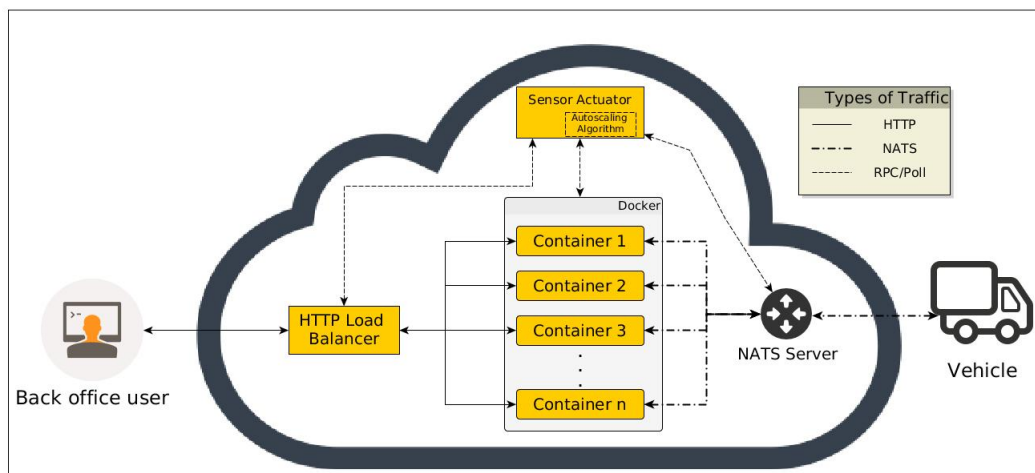 Sensor Actuator
Autoscaling
Algorithm
Types of Traffic
HTTP
NATS
RPC/Poll
Docker
Container 1
Container 2
Container 3
Container n
HTTP Load
Balancer
NATS Server
Back office user
Vehicle